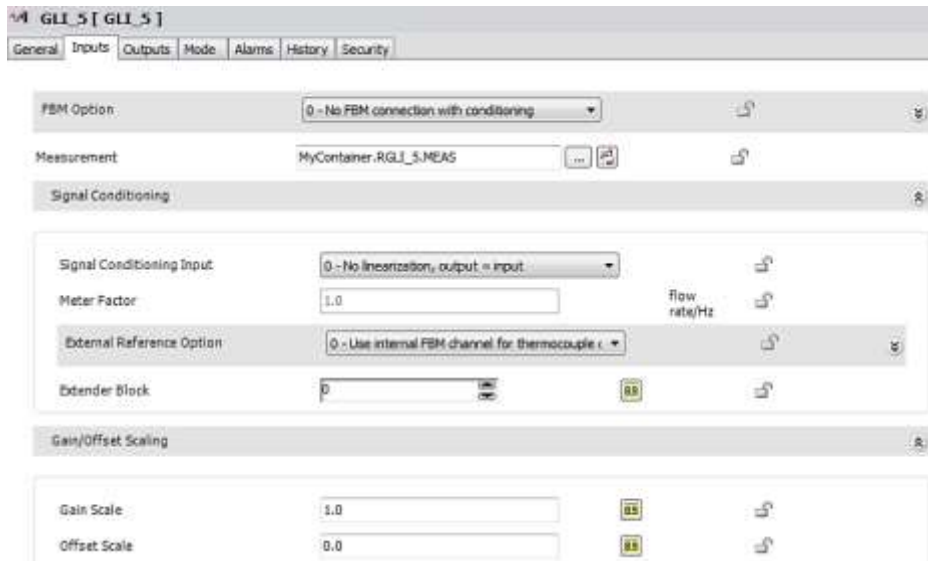 GLI_5 [ GLI_5 ]
General Inputs Outputs Mode Alarms History Security
FBM Option 0 - No FBM connection with conditioning
Measurement MyContainer.RGLI_5.MEAS ...
Signal Conditioning
Signal Conditioning Input 0 - No linearization, output = input
Meter Factor 1.0 flow rate/Hz
External Reference Option 0 - Use internal FBM channel for thermocouple c
Extender Block 0
Gain/Offset Scaling
Gain Scale 1.0
Offset Scale 0.0